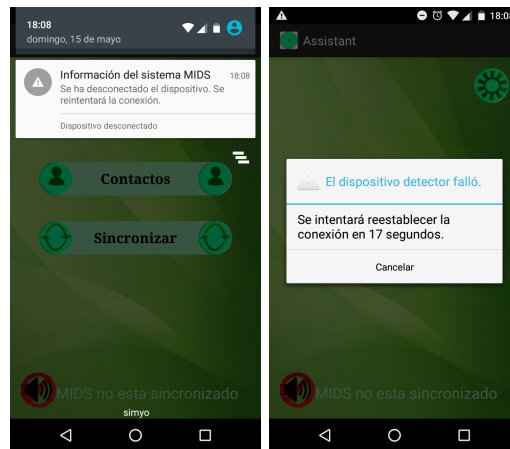 18:08
domingo, 15 de mayo
Información del sistema MIDS 18:08
Se ha desconectado el dispositivo. Se
reintentará la conexión.
Dispositivo desconectado
Contactos
Sincronizar
MIDS no esta sincronizado
simyo
18:08
Assistant
El dispositivo detector falló.
Se intentará reestablecer la
conexión en 17 segundos.
Cancelar
MIDS no esta sincronizado